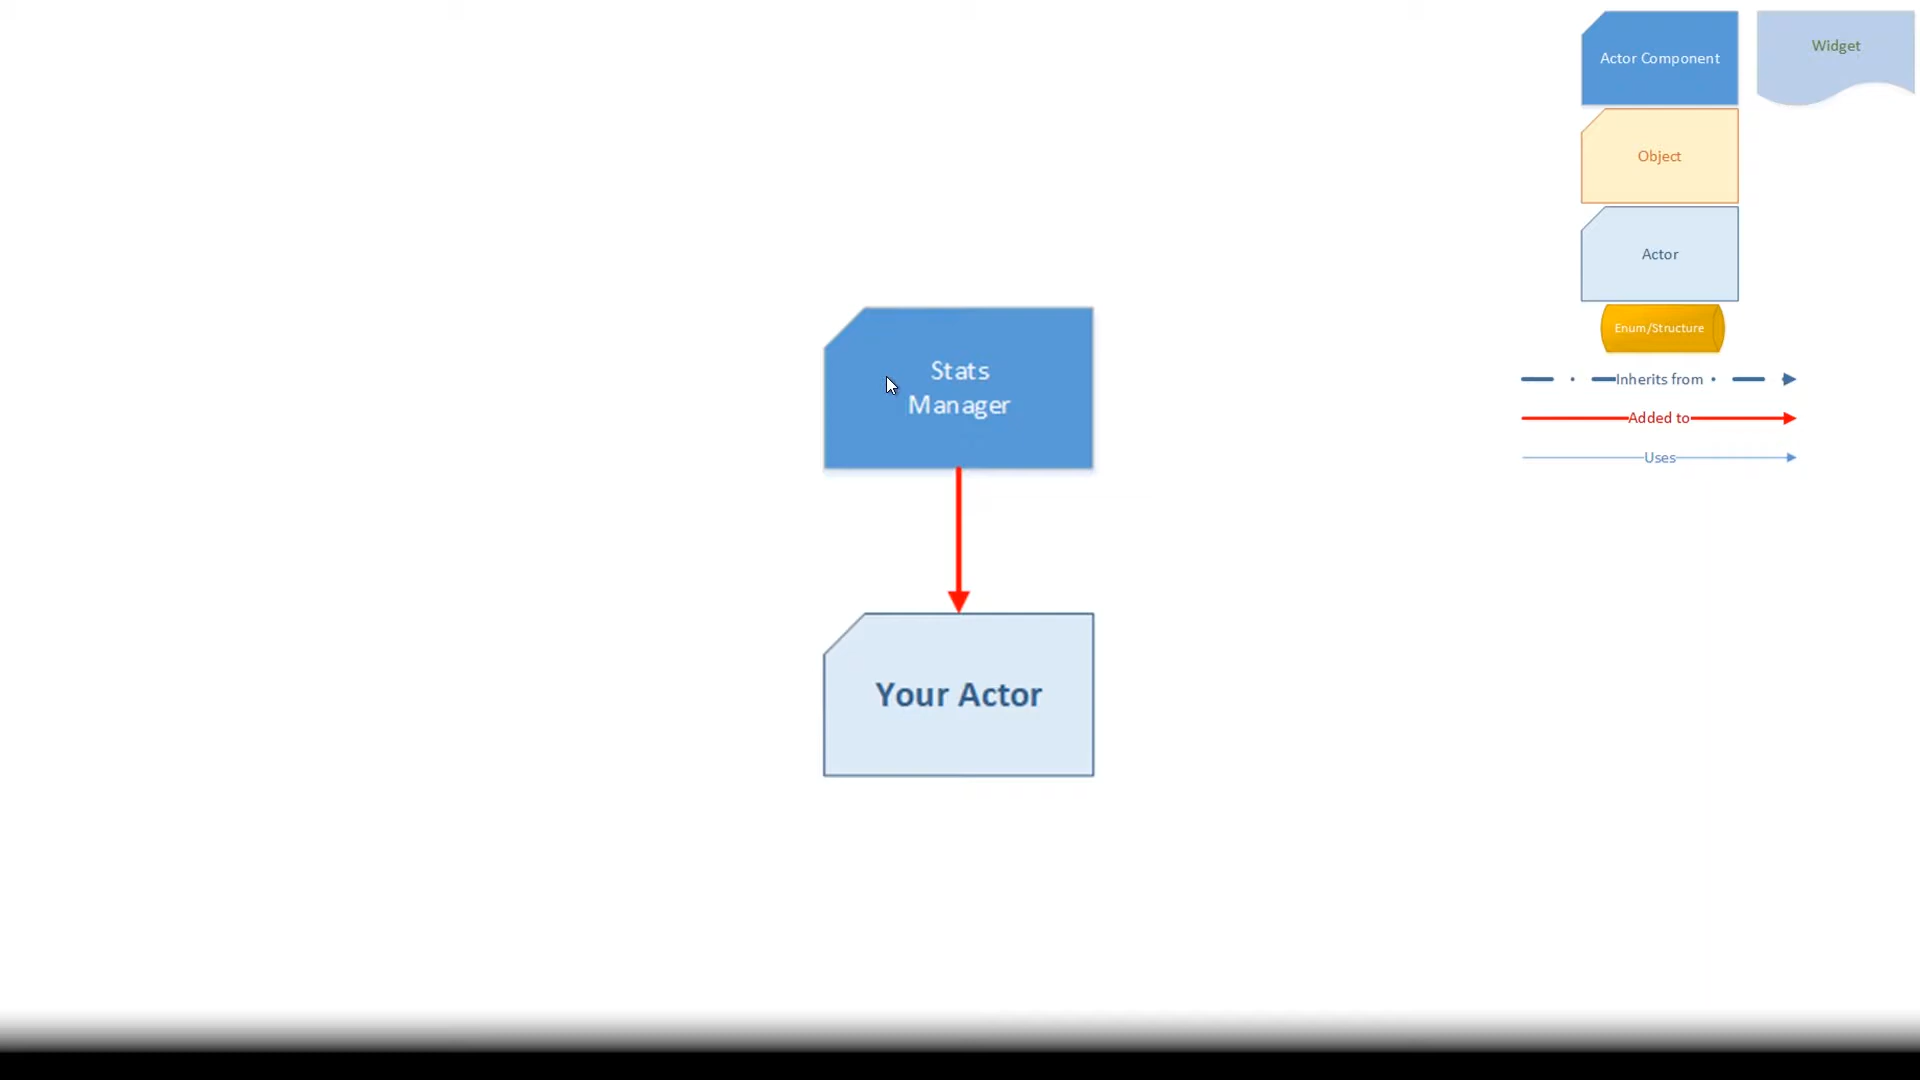 Actor Component
Widget
Object
Actor
Enum/Structure
Inherits from
Added to
Uses
Stats
Manager
Your Actor